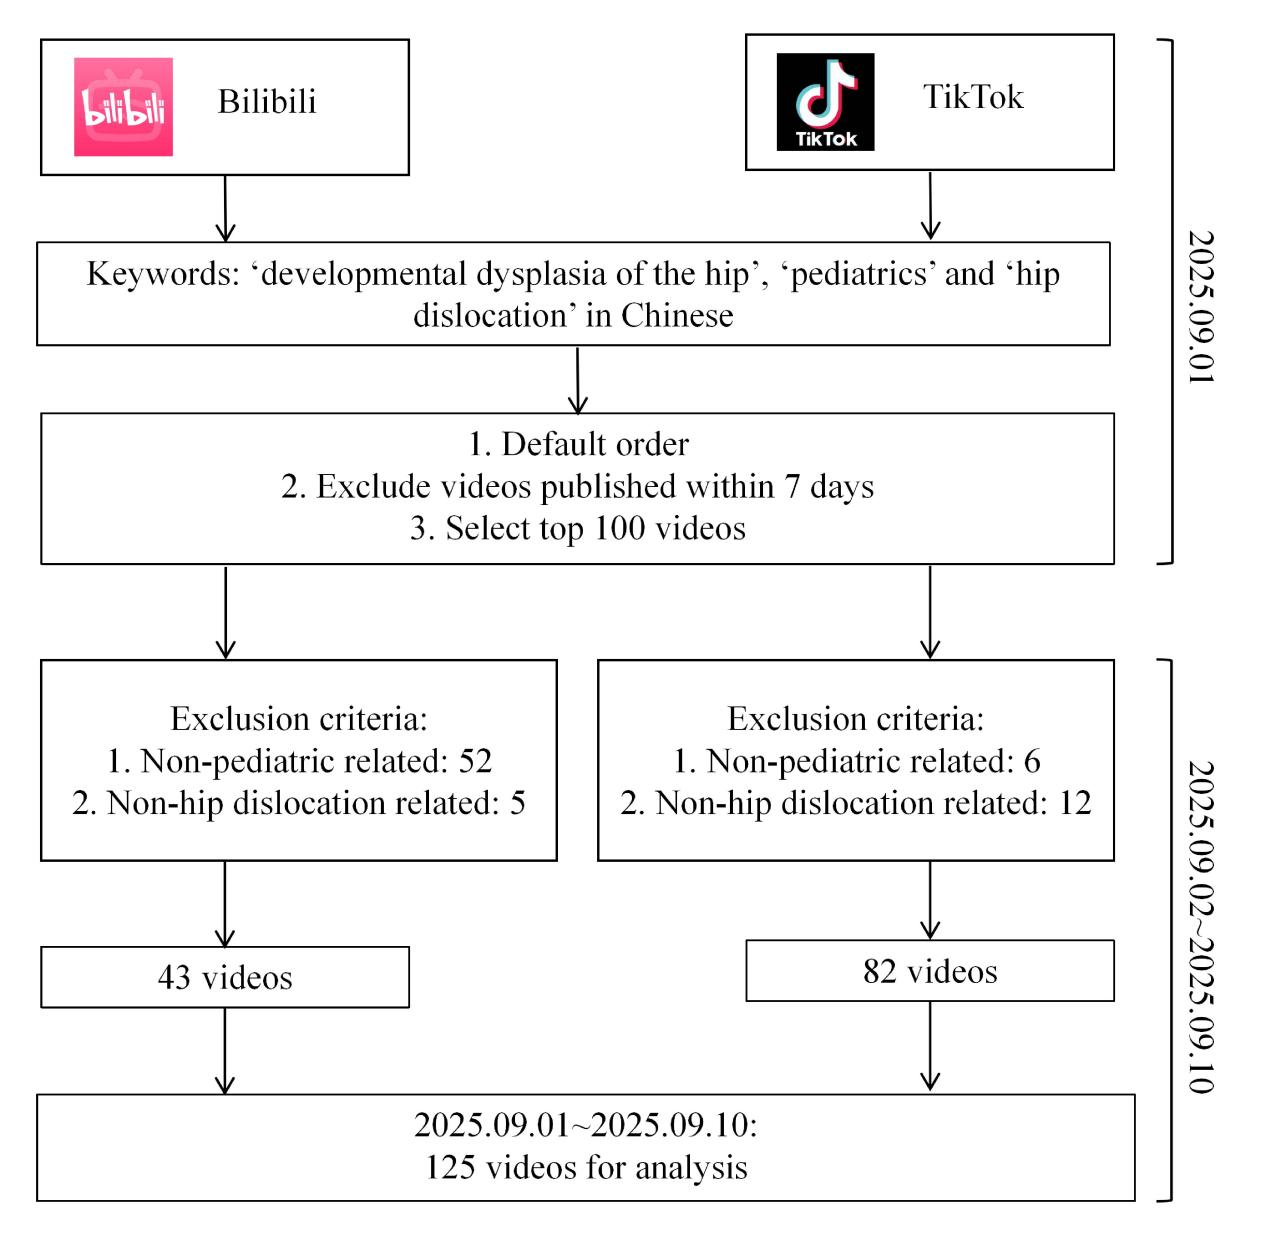 bilibili
Bilibili
TikTok
TikTok
Keywords: ‘developmental dysplasia of the hip’, ‘pediatrics’ and ‘hip
dislocation’ in Chinese
1. Default order
2. Exclude videos published within 7 days
3. Select top 100 videos
2025.09.01
Exclusion criteria:
1. Non-pediatric related: 52
2. Non-hip dislocation related: 5
Exclusion criteria:
1. Non-pediatric related: 6
2. Non-hip dislocation related: 12
43 videos
82 videos
2025.09.01~2025.09.10:
125 videos for analysis
2025.09.02~2025.09.10